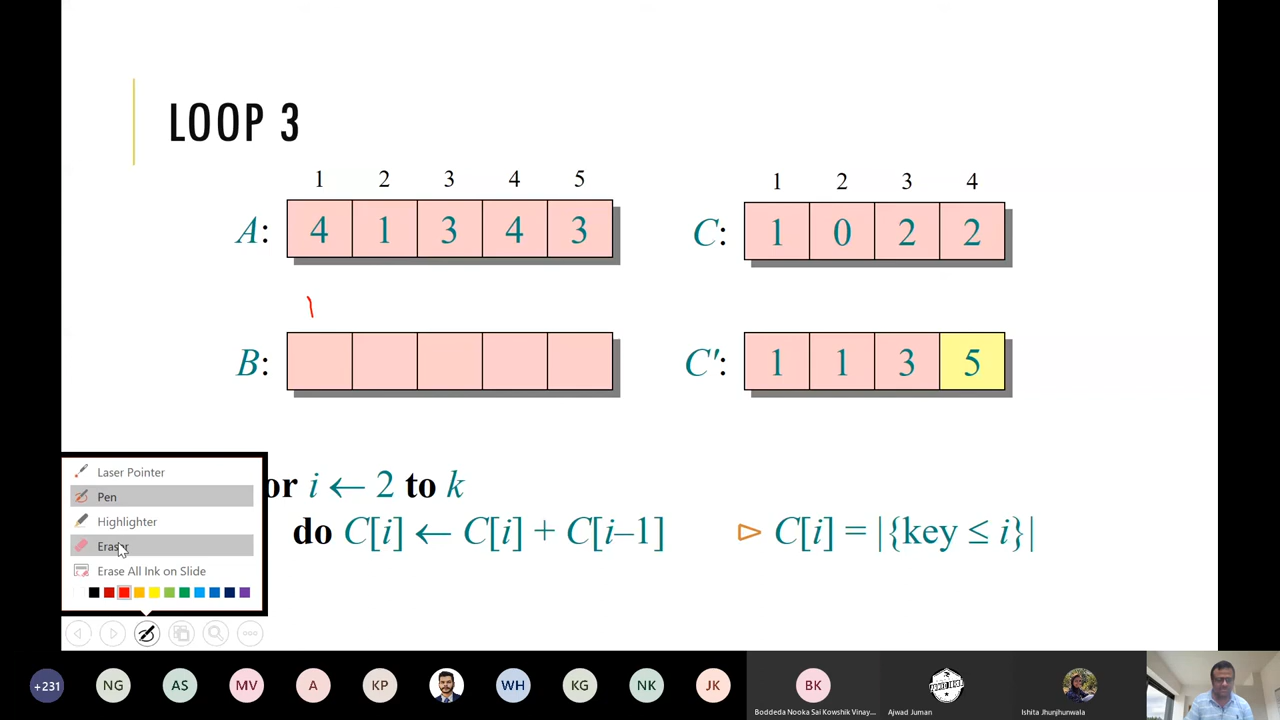 LOOP 3
1 2 3 4 5
A: 4 1 3 4 3
1 2 3 4
C: 1 0 2 2
B:
C': 1 1 3 5
or i ← 2 to k
do C[i] ← C[i] + C[i–1]
▷ C[i] = |{key ≤ i}|
Laser Pointer
Pen
Highlighter
Eraser
Erase All Ink on Slide
+231 NG AS MV A KP WH KG NK JK BK
Boddeda Nooka Sai Kowshik Vinay...
Ajwad Juman
Ishita Jhunjhunwala